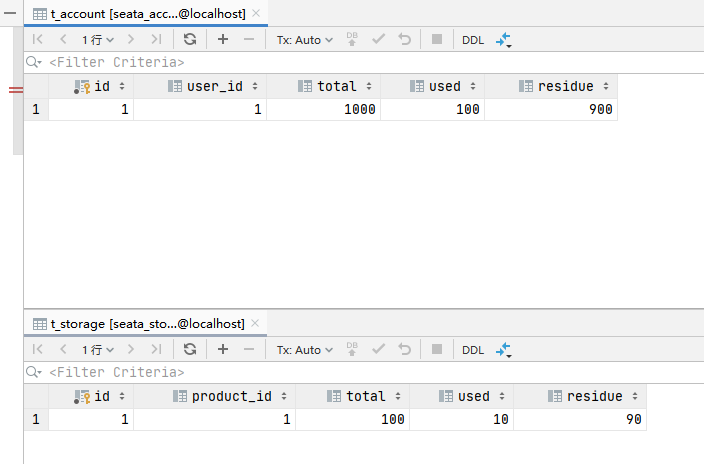 t_account [seata_acc...@localhost]
1 行 Tx: Auto DB DDL
<Filter Criteria>
id user_id total used residue
1 1 1 1000 100 900
t_storage [seata_sto...@localhost]
1 行 Tx: Auto DB DDL
<Filter Criteria>
id product_id total used residue
1 1 1 100 10 90